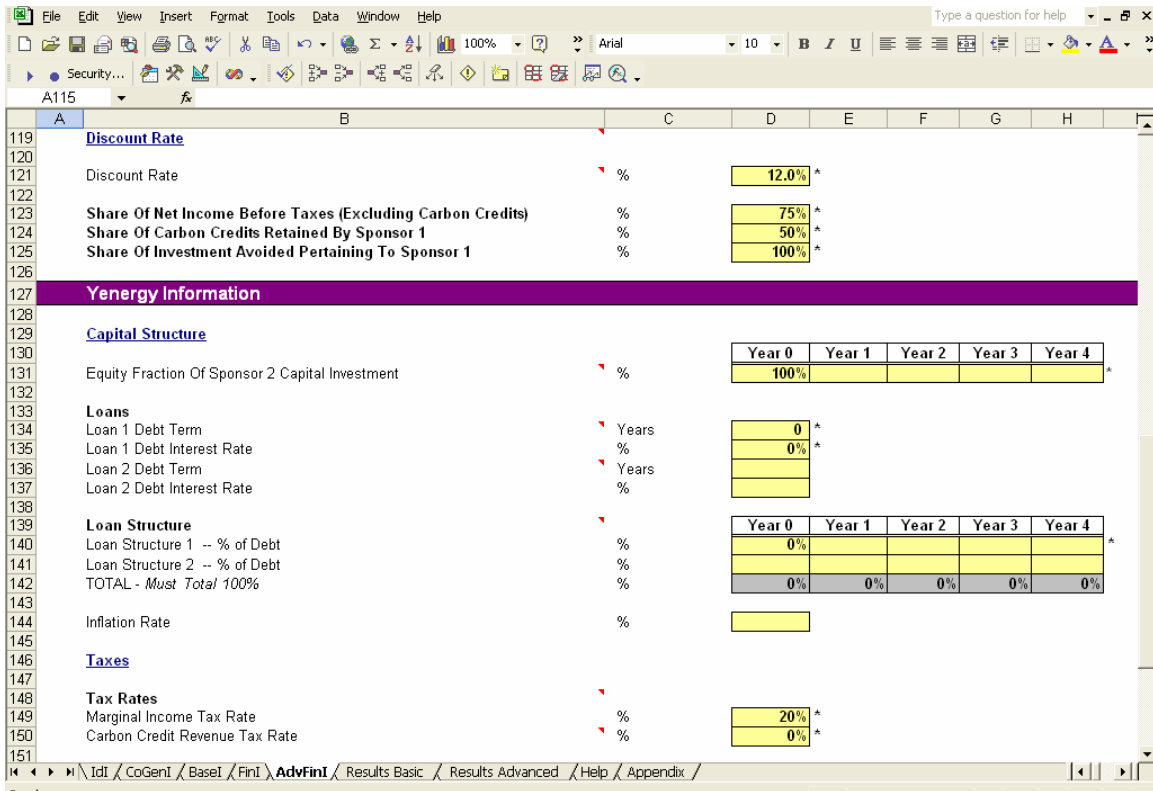 File Edit View Insert Format Tools Data Window Help Type a question for help
100% Arial 10 B I U
Security...
A115 fx
A B C D E F G H
119 Discount Rate
120
121 Discount Rate % 12.0% *
122
123 Share Of Net Income Before Taxes (Excluding Carbon Credits) % 75% *
124 Share Of Carbon Credits Retained By Sponsor 1 % 50% *
125 Share Of Investment Avoided Pertaining To Sponsor 1 % 100% *
126
127 Yenergy Information
128
129 Capital Structure
130 Year 0 Year 1 Year 2 Year 3 Year 4
131 Equity Fraction Of Sponsor 2 Capital Investment % 100% *
132
133 Loans
134 Loan 1 Debt Term Years 0 *
135 Loan 1 Debt Interest Rate % 0% *
136 Loan 2 Debt Term Years
137 Loan 2 Debt Interest Rate %
138
139 Loan Structure Year 0 Year 1 Year 2 Year 3 Year 4
140 Loan Structure 1 -- % of Debt % 0% *
141 Loan Structure 2 -- % of Debt %
142 TOTAL - Must Total 100% % 0% 0% 0% 0% 0%
143
144 Inflation Rate %
145
146 Taxes
147
148 Tax Rates
149 Marginal Income Tax Rate % 20% *
150 Carbon Credit Revenue Tax Rate % 0% *
151
IdI CoGenI BaseI FinI AdvFinI Results Basic Results Advanced Help Appendix